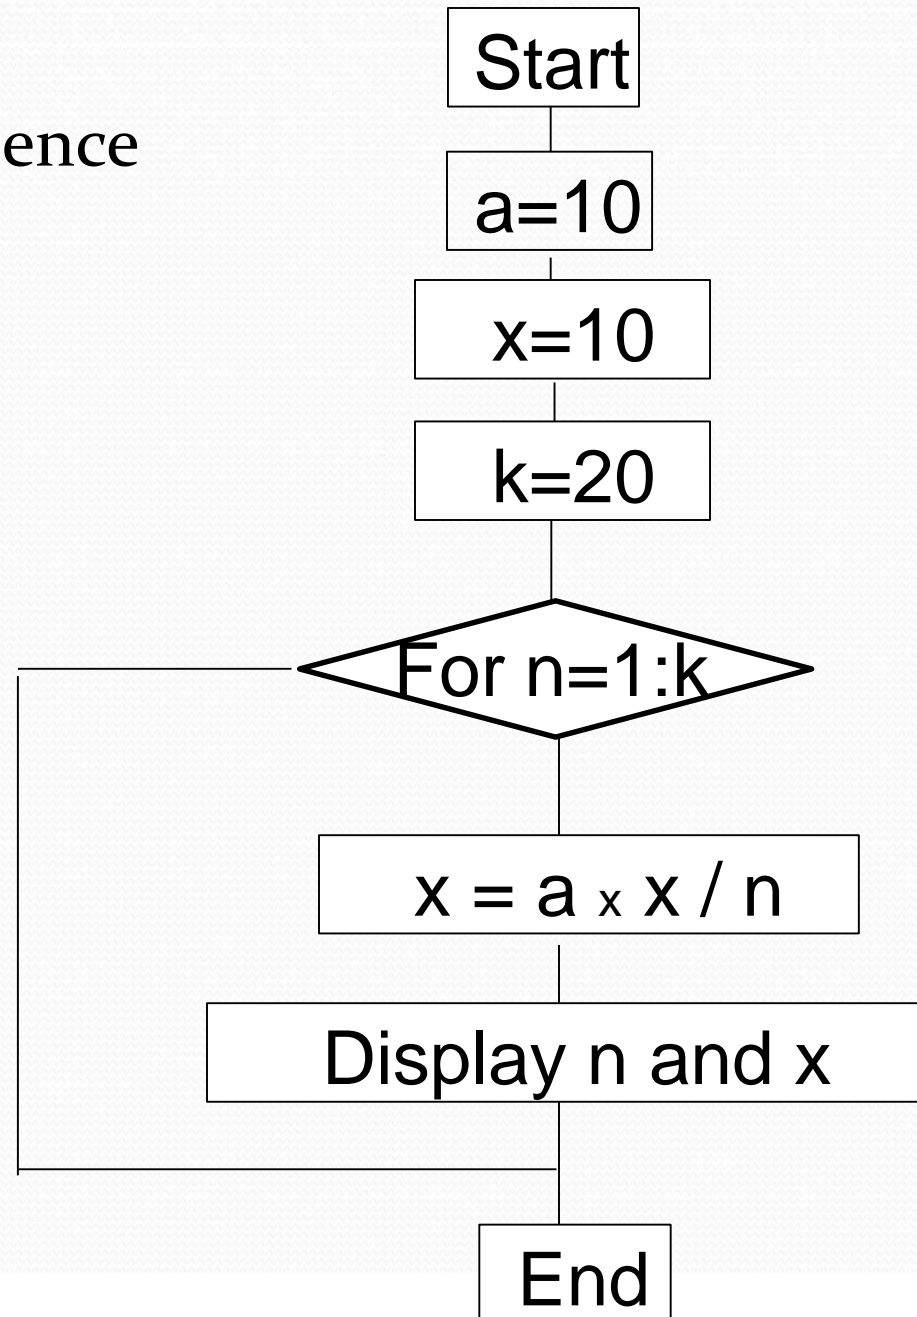 Start
ence
a=10
x=10
k=20
For n=1:k
x = a x x / n
Display n and x
End